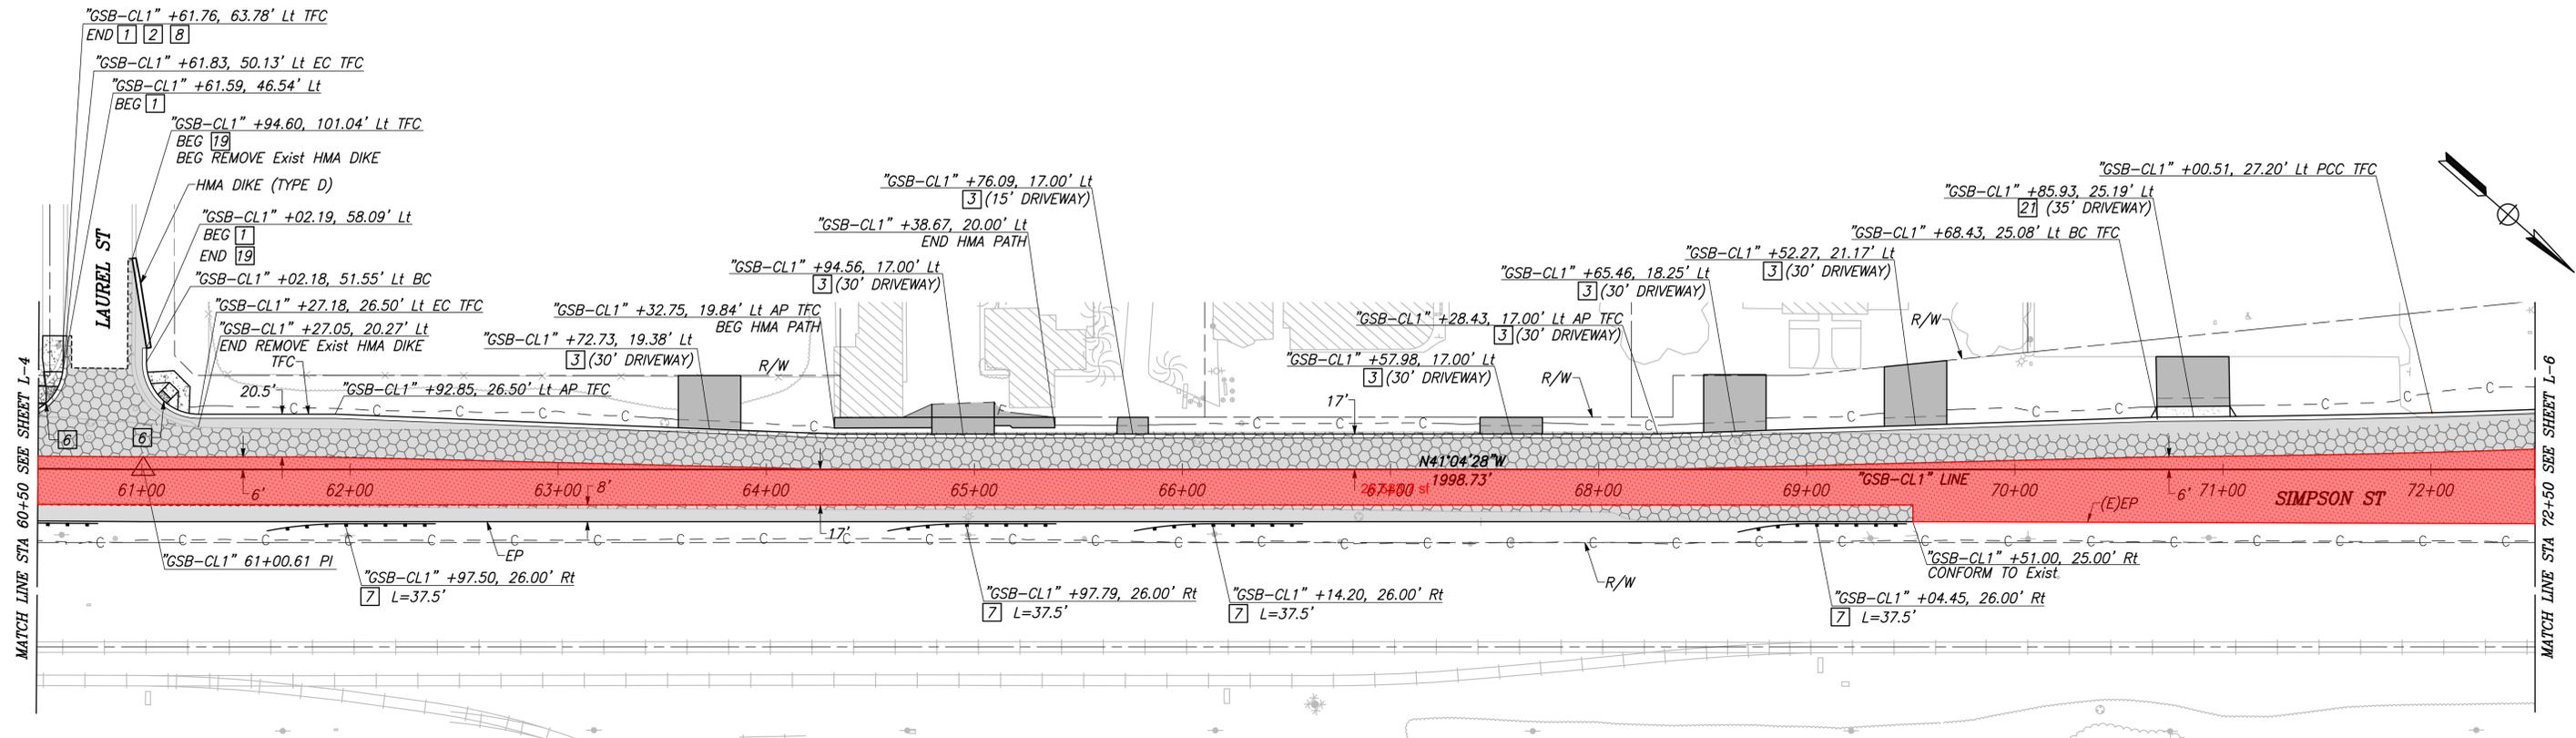 "GSB-CL1" +61.76, 63.78' Lt TFC
END 1 2 8
"GSB-CL1" +61.83, 50.13' Lt EC TFC
"GSB-CL1" +61.59, 46.54' Lt
BEG 1
"GSB-CL1" +94.60, 101.04' Lt TFC
BEG 19
BEG REMOVE Exist HMA DIKE
HMA DIKE (TYPE D)
"GSB-CL1" +02.19, 58.09' Lt
BEG 1
END 19
"GSB-CL1" +02.18, 51.55' Lt BC
"GSB-CL1" +27.18, 26.50' Lt EC TFC
"GSB-CL1" +27.05, 20.27' Lt
END REMOVE Exist HMA DIKE
TFC
20.5'
"GSB-CL1" +92.85, 26.50' Lt AP TFC
LAUREL ST
MATCH LINE STA 60+50 SEE SHEET L-4
"GSB-CL1" +72.73, 19.38' Lt
3 (30' DRIVEWAY)
"GSB-CL1" +32.75, 19.84' Lt AP TFC
BEG HMA PATH
R/W
"GSB-CL1" +94.56, 17.00' Lt
3 (30' DRIVEWAY)
"GSB-CL1" +38.67, 20.00' Lt
END HMA PATH
"GSB-CL1" +76.09, 17.00' Lt
3 (15' DRIVEWAY)
"GSB-CL1" +57.98, 17.00' Lt
3 (30' DRIVEWAY)
"GSB-CL1" +28.43, 17.00' Lt AP TFC
3 (30' DRIVEWAY)
"GSB-CL1" +65.46, 18.25' Lt
3 (30' DRIVEWAY)
"GSB-CL1" +52.27, 21.17' Lt
3 (30' DRIVEWAY)
"GSB-CL1" +68.43, 25.08' Lt BC TFC
"GSB-CL1" +85.93, 25.19' Lt
21 (35' DRIVEWAY)
"GSB-CL1" +00.51, 27.20' Lt PCC TFC
R/W
R/W
17'
6
6
N41°04'28"W
1998.73'
"GSB-CL1" LINE
61+00
62+00
63+00
64+00
65+00
66+00
67+00
68+00
69+00
70+00
71+00
72+00
6'
8'
17'
6'
SIMPSON ST
(E)EP
EP
R/W
"GSB-CL1" 61+00.61 PI
"GSB-CL1" +97.50, 26.00' Rt
7 L=37.5'
"GSB-CL1" +97.79, 26.00' Rt
7 L=37.5'
"GSB-CL1" +14.20, 26.00' Rt
7 L=37.5'
"GSB-CL1" +04.45, 26.00' Rt
7 L=37.5'
"GSB-CL1" +51.00, 25.00' Rt
CONFORM TO Exist.
MATCH LINE STA 72+50 SEE SHEET L-6